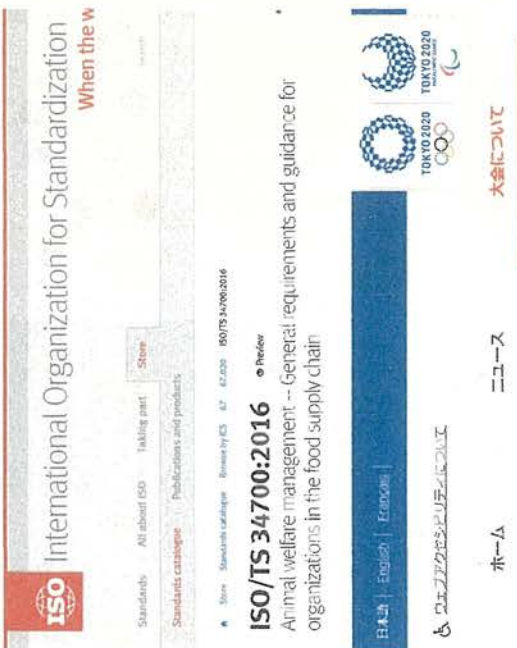 ISO International Organization for Standardization
When the w
Standards All about ISO Taking part Store
Search
Standards catalogue Publications and products
Store Standards catalogue Browse by ICS 67 67.020 ISO/TS 34700:2016
ISO/TS 34700:2016 Preview
Animal welfare management -- General requirements and guidance for
organizations in the food supply chain
日本語 | English | Français |
TOKYO 2020
TOKYO 2020
PARALYMPIC GAMES
ウェブアクセシビリティについて
ホーム ニュース 大会について